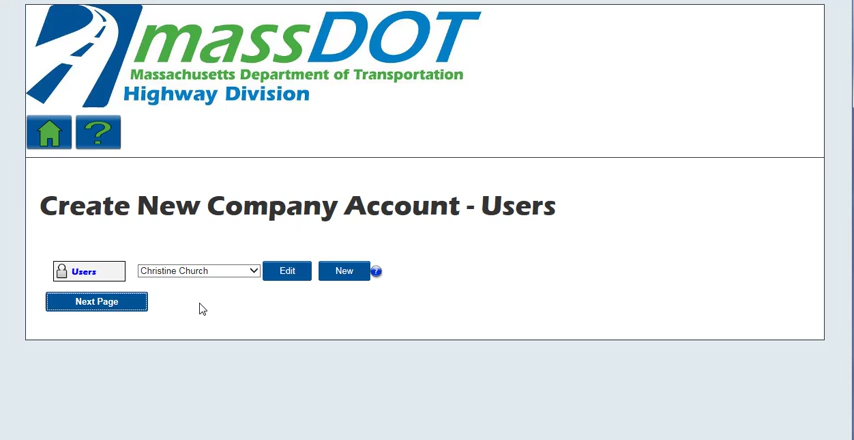 massDOT
Massachusetts Department of Transportation
Highway Division
?
Create New Company Account - Users
Users Christine Church Edit New ?
Next Page